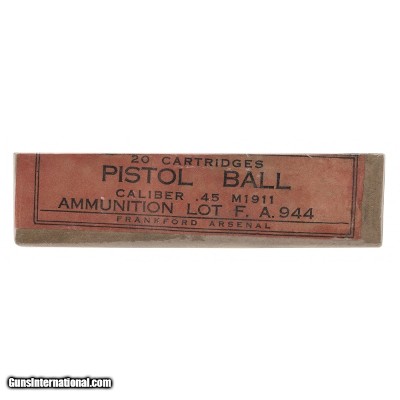 20 CARTRIDGES
PISTOL BALL
CALIBER .45 M1911
AMMUNITION LOT F. A. 944
FRANKFORD ARSENAL
GunsInternational.com